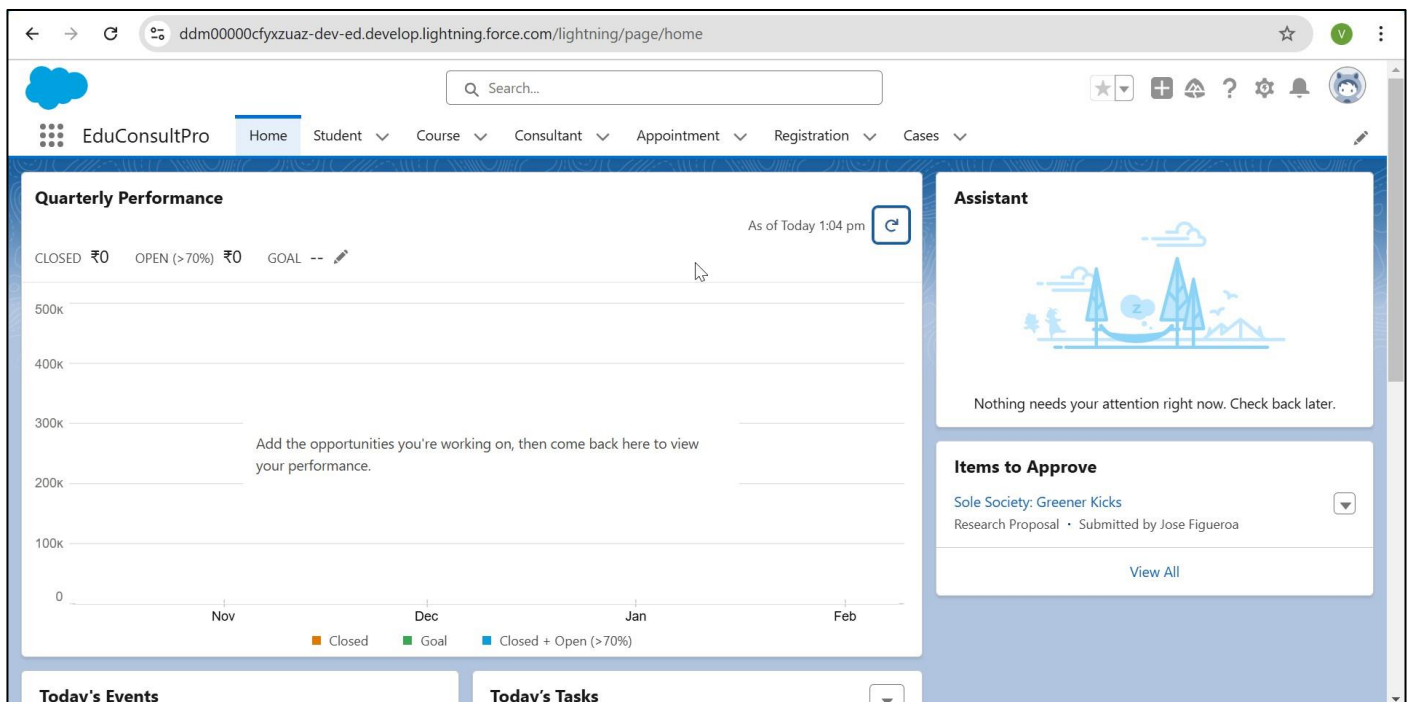 ddm00000cfyxzuaz-dev-ed.develop.lightning.force.com/lightning/page/home
V
Search...
EduConsultPro Home Student Course Consultant Appointment Registration Cases
Quarterly Performance
As of Today 1:04 pm
CLOSED ₹0 OPEN (>70%) ₹0 GOAL --
500K
400K
300K
200K
100K
0
Add the opportunities you're working on, then come back here to view
your performance.
Nov Dec Jan Feb
Closed Goal Closed + Open (>70%)
Assistant
z
Nothing needs your attention right now. Check back later.
Items to Approve
Sole Society: Greener Kicks
Research Proposal • Submitted by Jose Figueroa
View All
Today's Events
Today's Tasks